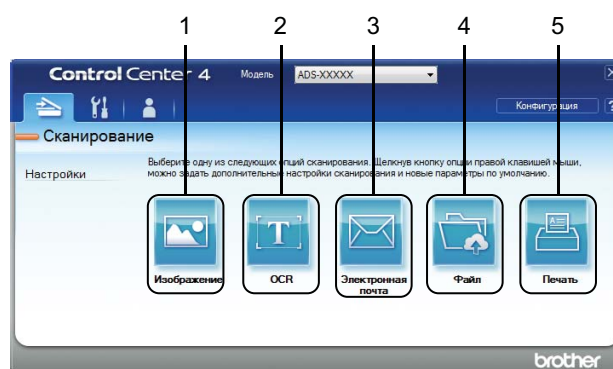 1 2 3 4 5
Control Center 4 Модель ADS-XXXXX
Конфигурация ?
Сканирование
Настройки
Выберите одну из следующих опций сканирования. Щелкнув кнопку опции правой клавишей мыши,
можно задать дополнительные настройки сканирования и новые параметры по умолчанию.
T
Изображение OCR Электронная почта Файл Печать
brother